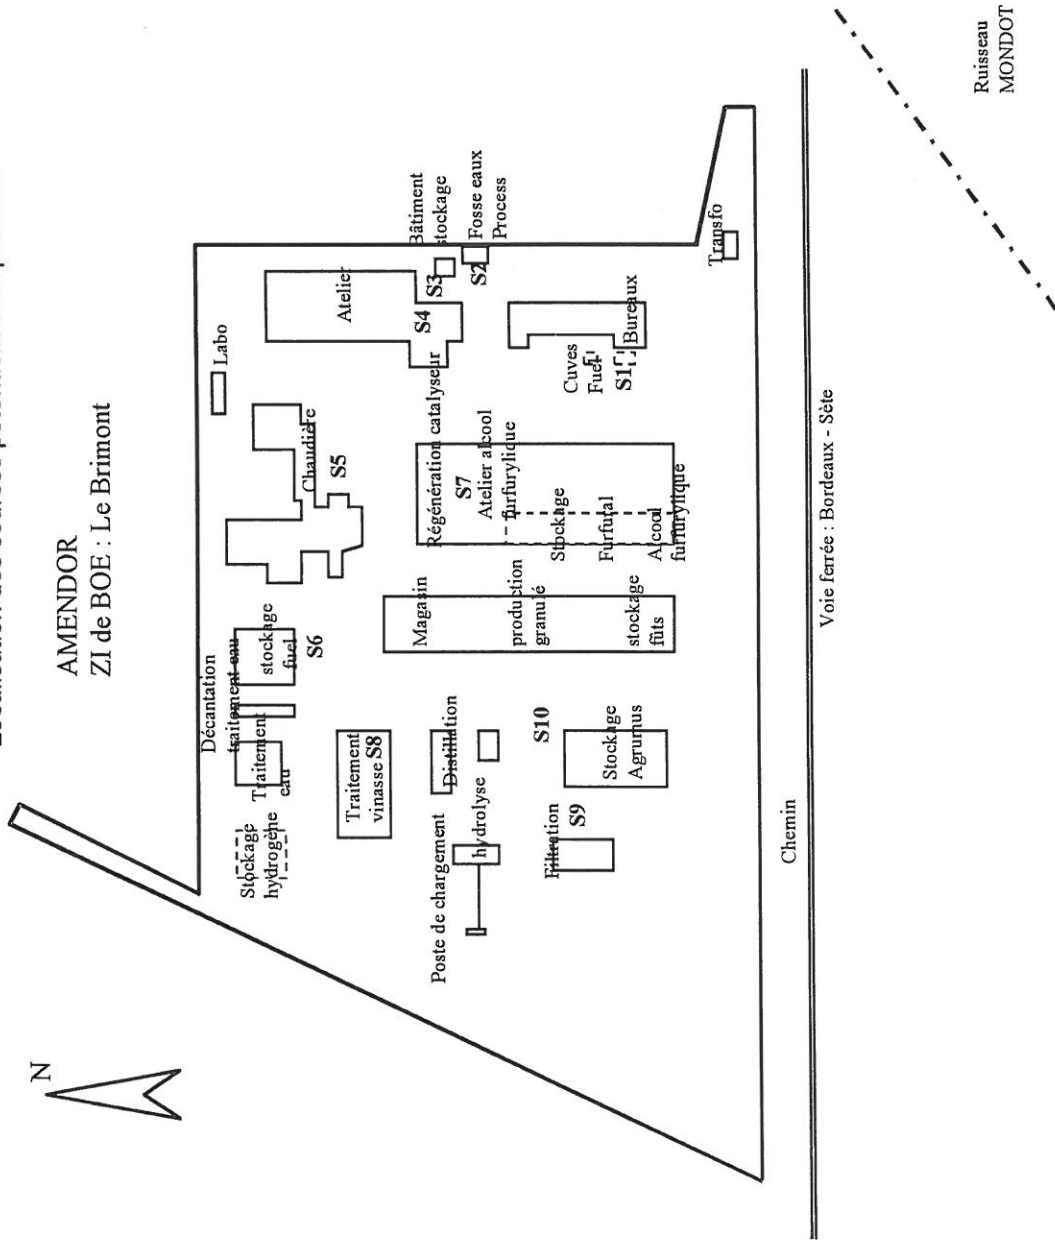 AMENDOR
ZI de BOE : Le Brimont
N
Décantation
traitement eau
Traitement
eau
stockage
fuel
S6
Stockage
hydrogène
Labo
Chaudière
S5
Atelier
S4
Bâtiment
stockage
S3
Fosse eaux
Process
S2
Traitement
vinasse S8
Poste de chargement
Distillation
hydrolyse
Filtration
S9
S10
Stockage
Agrumus
Magasin
production
granulé
stockage
fûts
Régénération catalyseur
S7
Atelier alcool
furfurylique
Stockage
Furfural
Alcool
furfurylique
Cuves
Fuel
S1
Bureaux
Transfo
Chemin
Voie ferrée : Bordeaux - Sète
Ruisseau
MONDOT